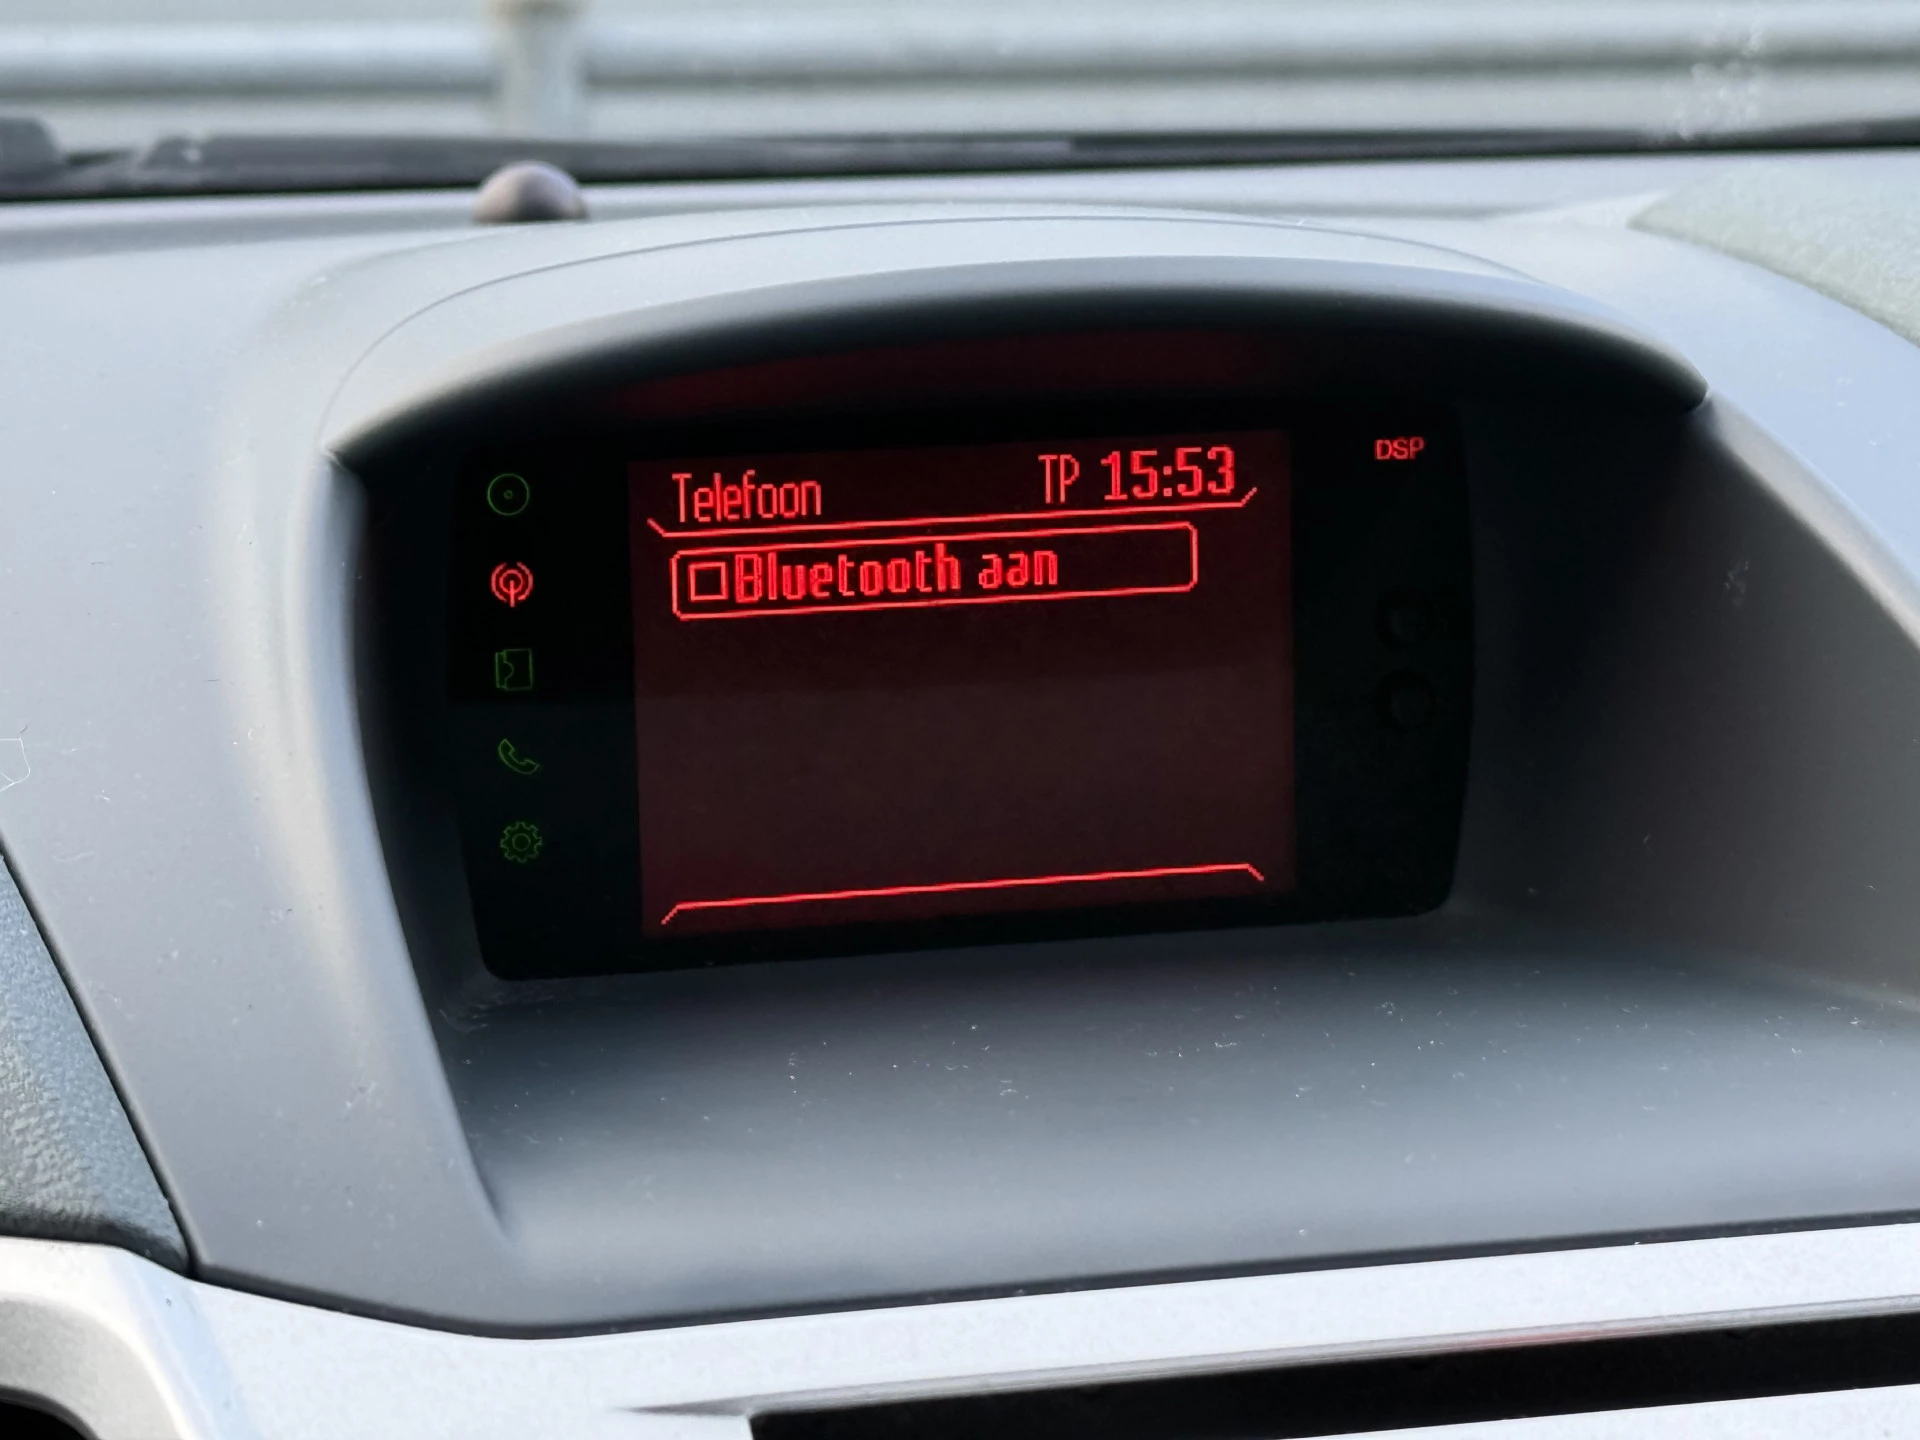 Telefoon TP 15:53
DSP
Bluetooth aan